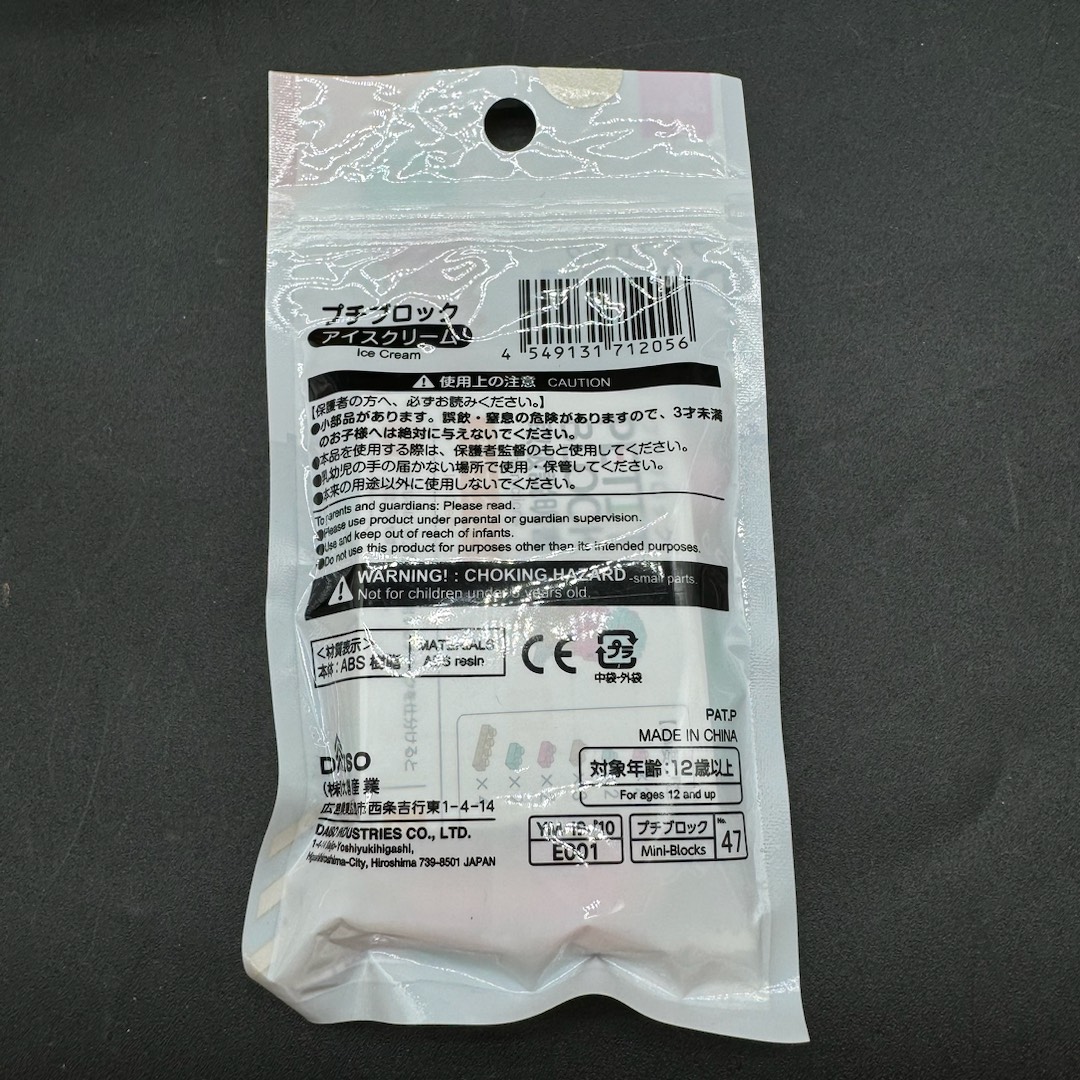 プチブロック
アイスクリーム
Ice Cream
4 549131 712056
使用上の注意 CAUTION
【保護者の方へ、必ずお読みください。】
●小部品があります。誤飲・窒息の危険がありますので、3才未満
のお子様へは絶対に与えないでください。
●本品を使用する際は、保護者監督のもと使用してください。
●乳幼児の手の届かない場所で使用・保管してください。
●本来の用途以外に使用しないでください。
To parents and guardians: Please read.
●Please use product under parental or guardian supervision.
●Use and keep out of reach of infants.
●Do not use this product for purposes other than its intended purposes.
WARNING! : CHOKING HAZARD -small parts.
Not for children under 3 years old.
<材質表示>
本体：ABS 樹脂
MATERIALS
ABS resin
CE
プラ
中袋・外袋
PAT.P
MADE IN CHINA
対象年齢：12歳以上
For ages 12 and up
DAISO
(株)大創産業
広島県東広島市西条吉行東1-4-14
DAISO INDUSTRIES CO., LTD.
1-4-14 Saijo-Yoshiyukihigashi,
Higashihiroshima-City, Hiroshima 739-8501 JAPAN
E001
プチブロック
Mini-Blocks
No. 47